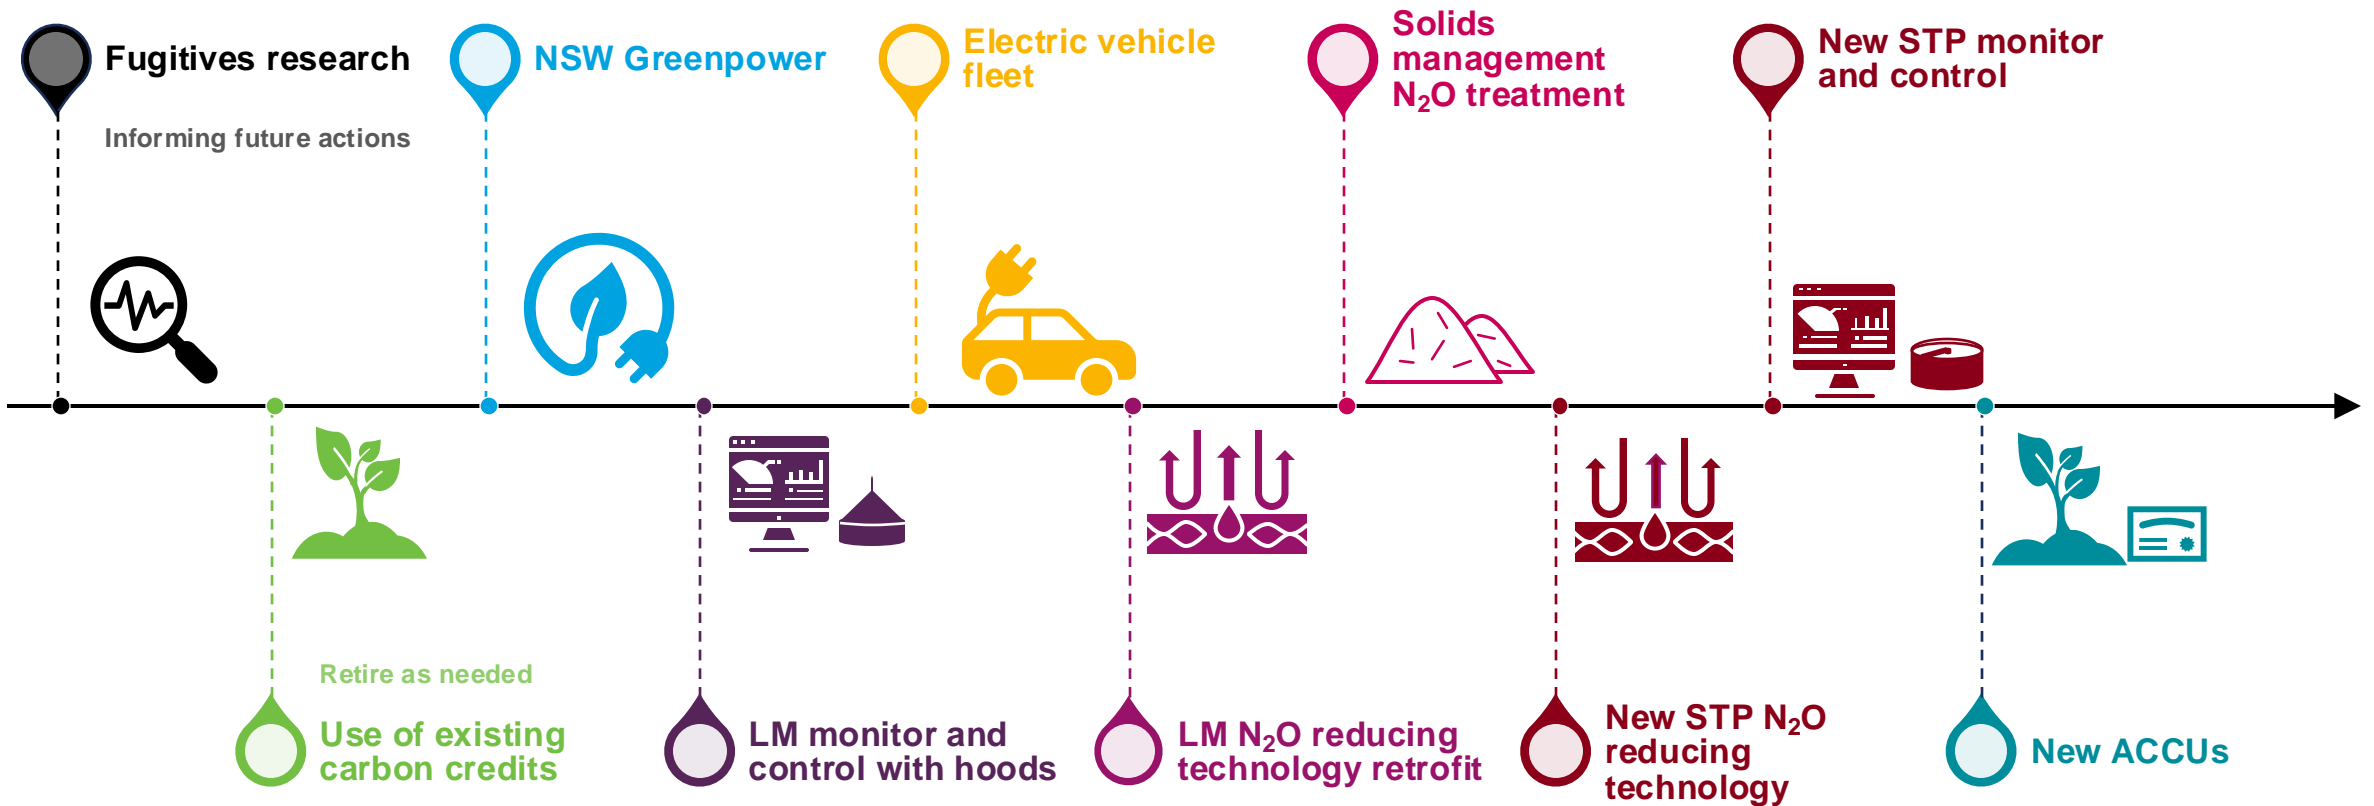 Fugitives research
Informing future actions
NSW Greenpower
Electric vehicle
fleet
Solids
management
N₂O treatment
New STP monitor
and control
Retire as needed
Use of existing
carbon credits
LM monitor and
control with hoods
LM N₂O reducing
technology retrofit
New STP N₂O
reducing
technology
New ACCUs